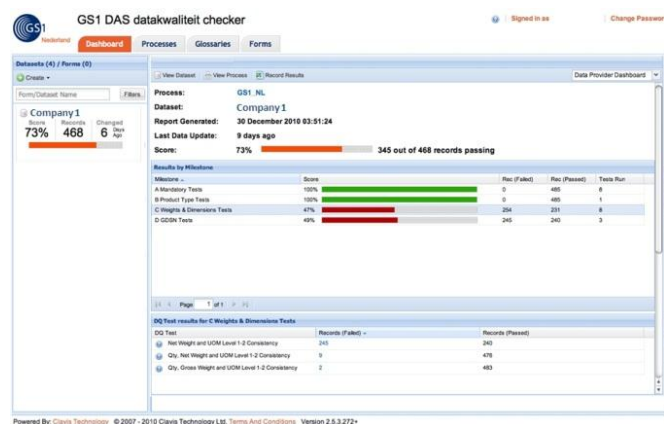 GS1
Nederland
GS1 DAS datakwaliteit checker
Signed in as
Change Passwor
Dashboard Processes Glossaries Forms
Datasets (4) / Forms (0)
Create
Form/Dataset Name Filters
Company1
Score Records Changed
73% 468 6 Days Ago
View Dataset View Process Record Results
Data Provider Dashboard
Process: GS1_NL
Dataset: Company1
Report Generated: 30 December 2010 03:51:24
Last Data Update: 9 days ago
Score: 73% 345 out of 468 records passing
Results by Milestone
Milestone Score Rec (Failed) Rec (Passed) Tests Run
A Mandatory Tests 100% 0 485 8
B Product Type Tests 100% 0 485 1
C Weights & Dimensions Tests 47% 254 231 8
D GDSN Tests 49% 245 240 3
Page 1 of 1
DQ Test results for C Weights & Dimensions Tests
DQ Test Records (Failed) Records (Passed)
Net Weight and UOM Level 1-2 Consistency 245 240
Qty, Net Weight and UOM Level 1-2 Consistency 9 476
Qty, Gross Weight and UOM Level 1-2 Consistency 2 483
Powered By: Clavis Technology © 2007 - 2010 Clavis Technology Ltd. Terms And Conditions Version 2.5.3.272+